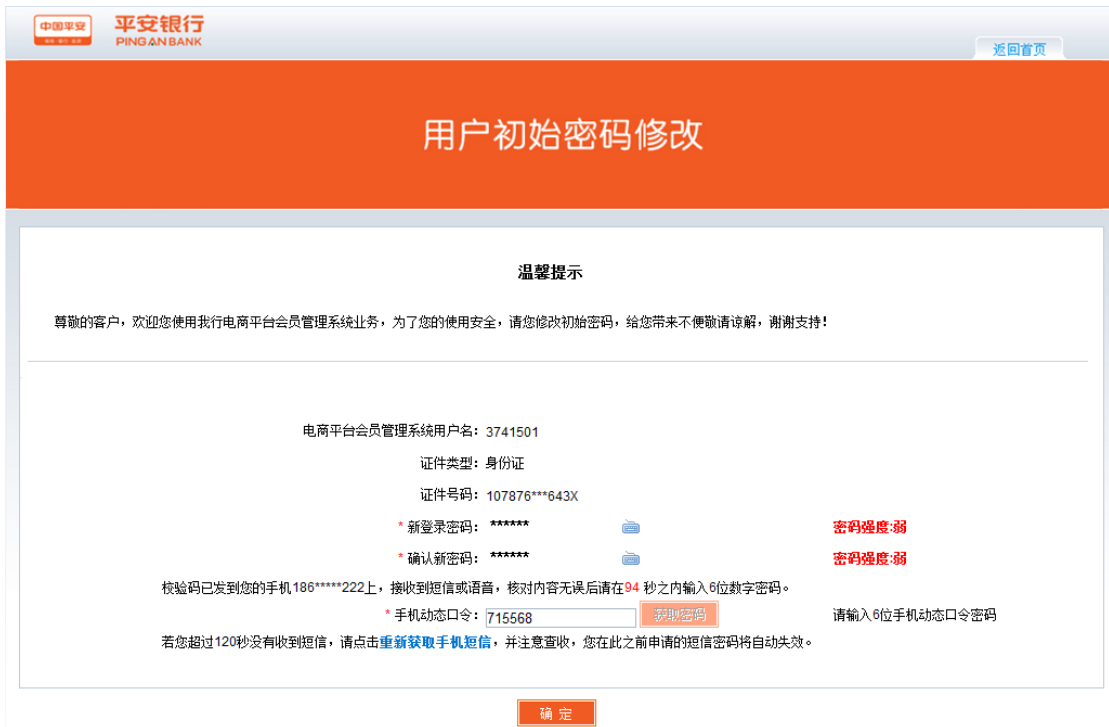 中国平安
平安银行
PING AN BANK
返回首页
用户初始密码修改
温馨提示
尊敬的客户，欢迎您使用我行电商平台会员管理系统业务，为了您的使用安全，请您修改初始密码，给您带来不便敬请谅解，谢谢支持！
电商平台会员管理系统用户名：3741501
证件类型：身份证
证件号码：107876***643X
* 新登录密码：****** 密码强度:弱
* 确认新密码：****** 密码强度:弱
校验码已发到您的手机186*****222上，接收到短信或语音，核对内容无误后请在94 秒之内输入6位数字密码。
* 手机动态口令：715568 获取密码 请输入6位手机动态口令密码
若您超过120秒没有收到短信，请点击重新获取手机短信，并注意查收，您在此之前申请的短信密码将自动失效。
确 定